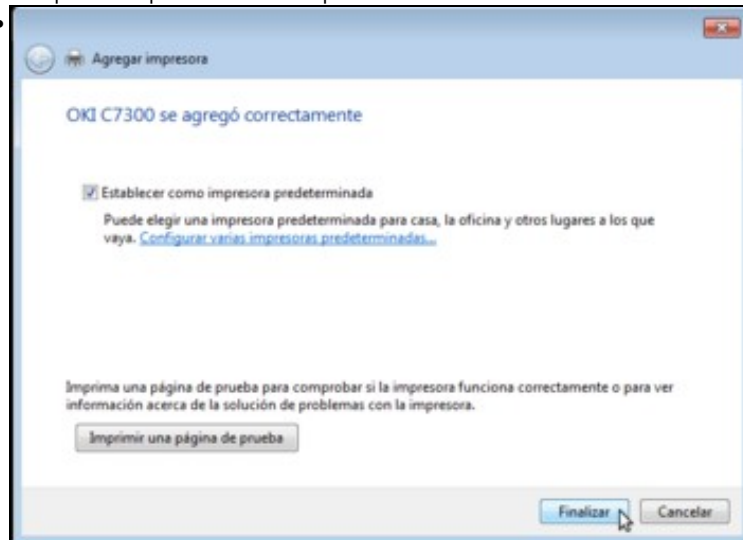 Agregar impresora
OKI C7300 se agregó correctamente
Establecer como impresora predeterminada
Puede elegir una impresora predeterminada para casa, la oficina y otros lugares a los que
vaya. Configurar varias impresoras predeterminadas...
Imprima una página de prueba para comprobar si la impresora funciona correctamente o para ver
información acerca de la solución de problemas con la impresora.
Imprimir una página de prueba
Finalizar
Cancelar